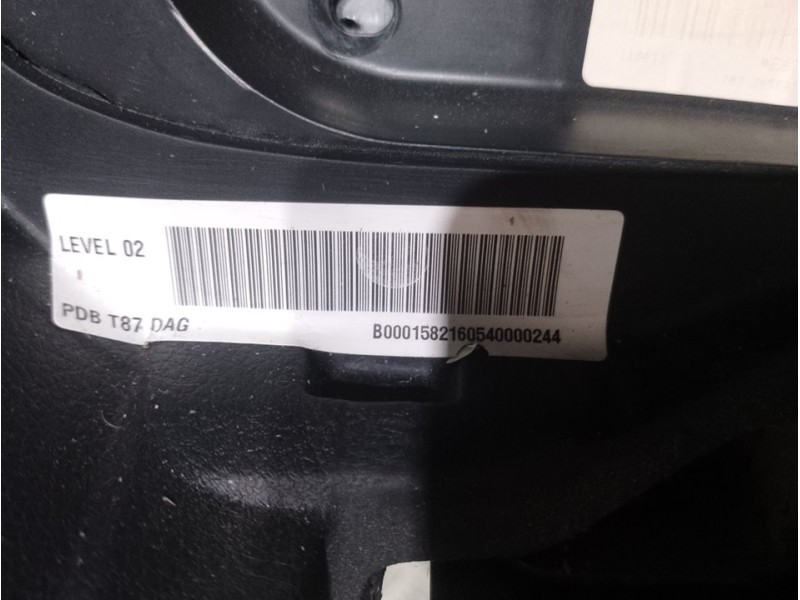 LEVEL 02
PDB T87 DAG
B0001582160540000244